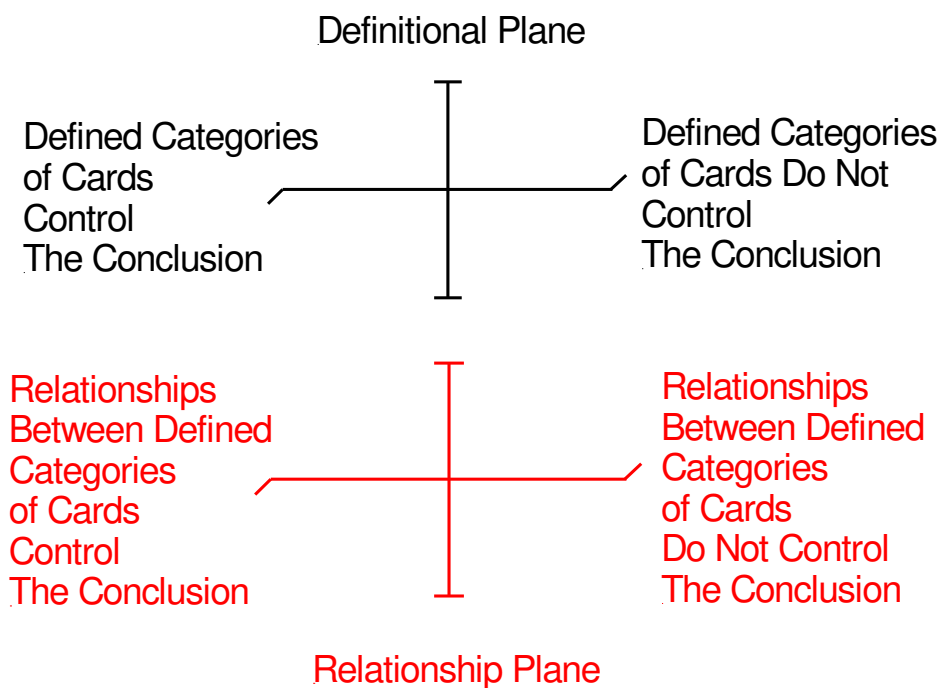 Definitional Plane
Defined Categories
of Cards
Control
The Conclusion
Defined Categories
of Cards Do Not
Control
The Conclusion
Relationships
Between Defined
Categories
of Cards
Control
The Conclusion
Relationships
Between Defined
Categories
of Cards
Do Not Control
The Conclusion
Relationship Plane